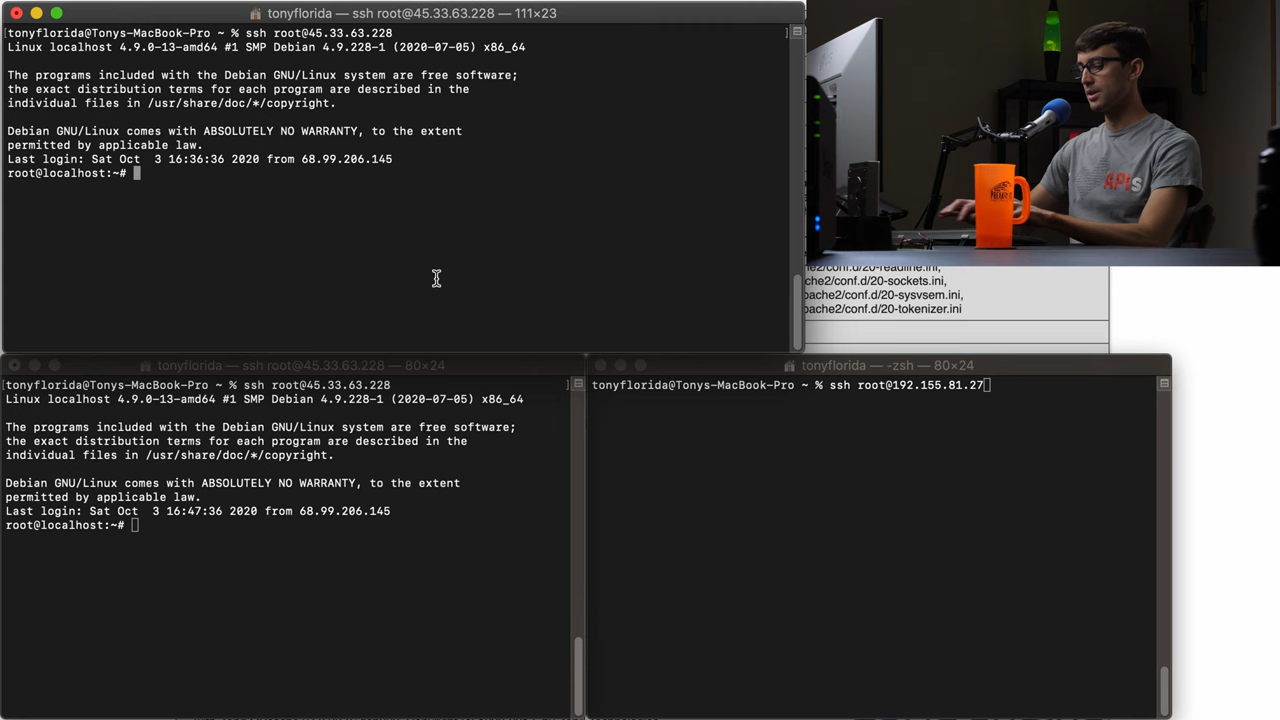 tonyflorida — ssh root@45.33.63.228 — 111×23
[tonyflorida@Tonys-MacBook-Pro ~ % ssh root@45.33.63.228 ]
Linux localhost 4.9.0-13-amd64 #1 SMP Debian 4.9.228-1 (2020-07-05) x86_64
The programs included with the Debian GNU/Linux system are free software;
the exact distribution terms for each program are described in the
individual files in /usr/share/doc/*/copyright.
Debian GNU/Linux comes with ABSOLUTELY NO WARRANTY, to the extent
permitted by applicable law.
Last login: Sat Oct  3 16:36:36 2020 from 68.99.206.145
root@localhost:~#
APIs
che2/conf.d/20-sockets.ini,
ache2/conf.d/20-sysvsem.ini,
ache2/conf.d/20-tokenizer.ini
tonyflorida — ssh root@45.33.63.228 — 80×24
[tonyflorida@Tonys-MacBook-Pro ~ % ssh root@45.33.63.228 ]
Linux localhost 4.9.0-13-amd64 #1 SMP Debian 4.9.228-1 (2020-07-05) x86_64
The programs included with the Debian GNU/Linux system are free software;
the exact distribution terms for each program are described in the
individual files in /usr/share/doc/*/copyright.
Debian GNU/Linux comes with ABSOLUTELY NO WARRANTY, to the extent
permitted by applicable law.
Last login: Sat Oct  3 16:47:36 2020 from 68.99.206.145
root@localhost:~#
tonyflorida — -zsh — 80×24
tonyflorida@Tonys-MacBook-Pro ~ % ssh root@192.155.81.27